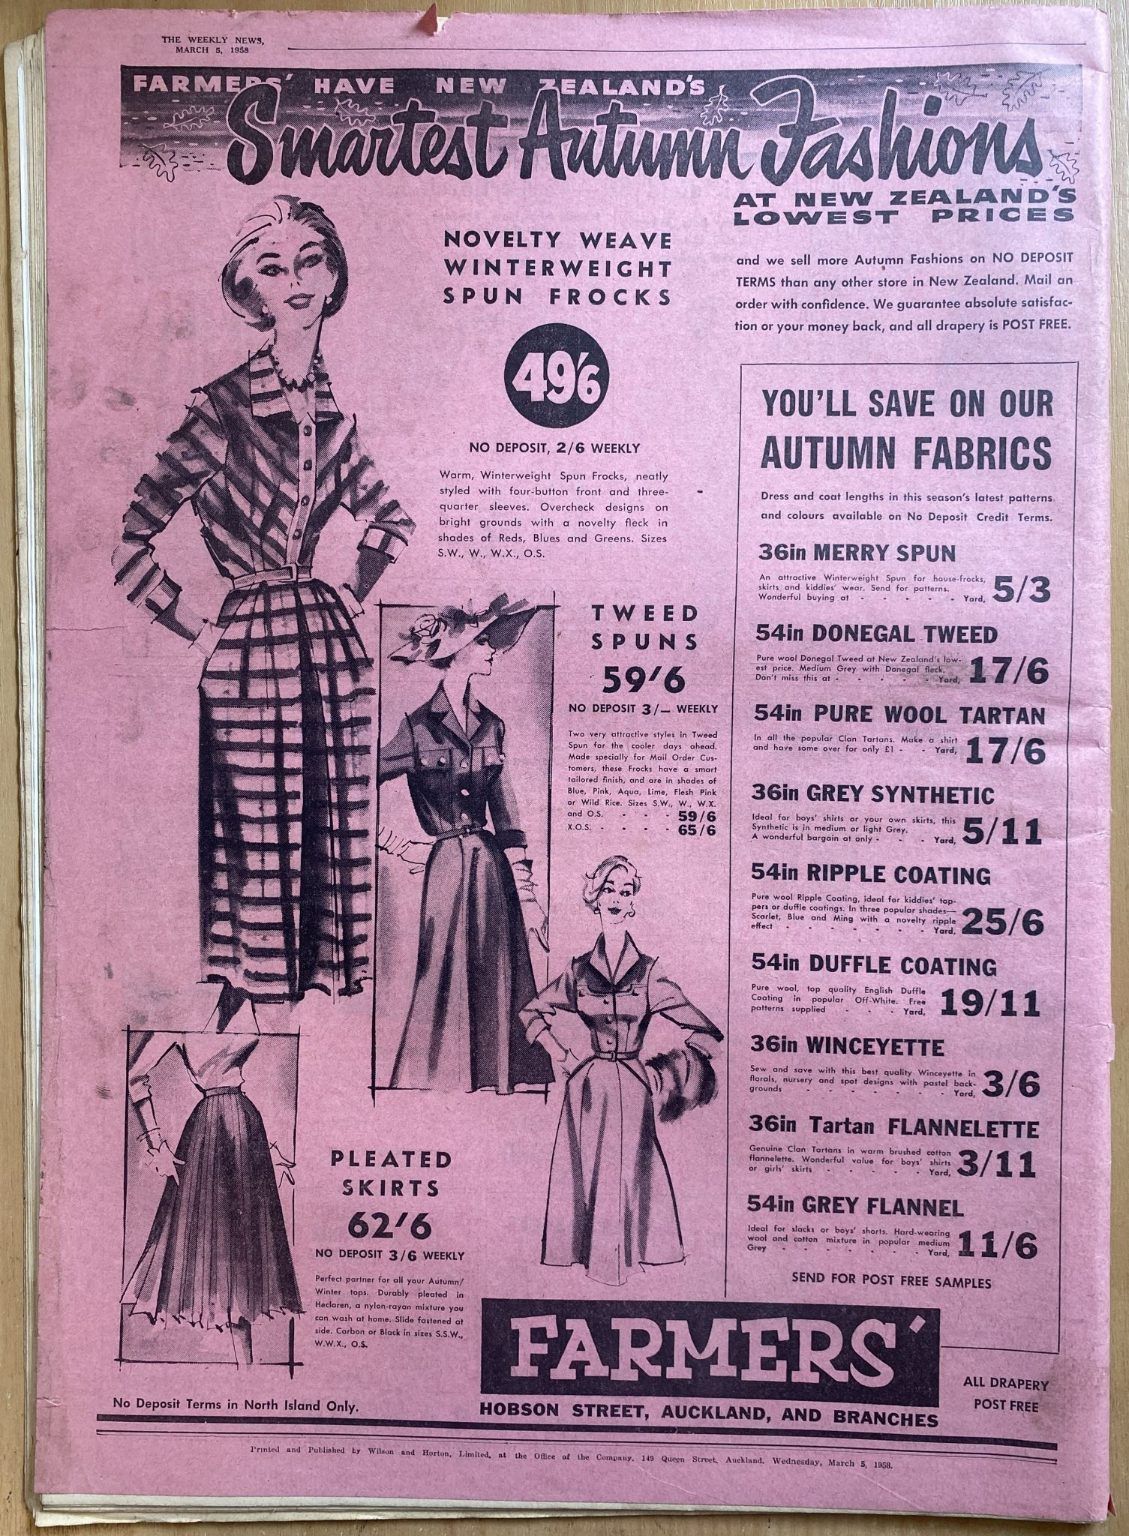 THE WEEKLY NEWS,
MARCH 5, 1958
FARMERS' HAVE NEW ZEALAND'S
Smartest Autumn Fashions
AT NEW ZEALAND'S
LOWEST PRICES
and we sell more Autumn Fashions on NO DEPOSIT
TERMS than any other store in New Zealand. Mail an
order with confidence. We guarantee absolute satisfac-
tion or your money back, and all drapery is POST FREE.
NOVELTY WEAVE
WINTERWEIGHT
SPUN FROCKS
49/6
NO DEPOSIT, 2/6 WEEKLY
Warm, Winterweight Spun Frocks, neatly
styled with four-button front and three-
quarter sleeves. Overcheck designs on
bright grounds with a novelty fleck in
shades of Reds, Blues and Greens. Sizes
S.W., W., W.X., O.S.
TWEED
SPUNS
59/6
NO DEPOSIT 3/— WEEKLY
Two very attractive styles in Tweed
Spun for the cooler days ahead.
Made specially for Mail Order Cus-
tomers, these Frocks have a smart
tailored finish, and are in shades of
Blue, Pink, Aqua, Lime, Flesh Pink
or Wild Rice. Sizes S.W., W., W.X.
and O.S. - - - 59/6
X.O.S. - - - - 65/6
PLEATED
SKIRTS
62/6
NO DEPOSIT 3/6 WEEKLY
Perfect partner for all your Autumn/
Winter tops. Durably pleated in
Heclaren, a nylon-rayon mixture you
can wash at home. Slide fastened at
side. Carbon or Black in sizes S.S.W.,
W.W.X., O.S.
No Deposit Terms in North Island Only.
YOU'LL SAVE ON OUR
AUTUMN FABRICS
Dress and coat lengths in this season's latest patterns
and colours available on No Deposit Credit Terms.
36in MERRY SPUN
An attractive Winterweight Spun for house-frocks,
skirts and kiddies' wear. Send for patterns.
Wonderful buying at - - - - - Yard, 5/3
54in DONEGAL TWEED
Pure wool Donegal Tweed at New Zealand's low-
est price. Medium Grey with Donegal fleck.
Don't miss this at - - - - - Yard, 17/6
54in PURE WOOL TARTAN
In all the popular Clan Tartans. Make a shirt
and have some over for only £1 - - Yard, 17/6
36in GREY SYNTHETIC
Ideal for boys' shirts or your own skirts, this
Synthetic is in medium or light Grey.
A wonderful bargain at only - - - Yard, 5/11
54in RIPPLE COATING
Pure wool Ripple Coating, ideal for kiddies' top-
pers or duffle coatings. In three popular shades—
Scarlet, Blue and Ming with a novelty ripple
effect - - - - - - - Yard, 25/6
54in DUFFLE COATING
Pure wool, top quality English Duffle
Coating in popular Off-White. Free
patterns supplied - - - Yard, 19/11
36in WINCEYETTE
Sew and save with this best quality Winceyette in
florals, nursery and spot designs with pastel back-
grounds - - - - - - - Yard, 3/6
36in Tartan FLANNELETTE
Genuine Clan Tartans in warm brushed cotton
flannelette. Wonderful value for boys' shirts
or girls' skirts - - - - - Yard, 3/11
54in GREY FLANNEL
Ideal for slacks or boys' shorts. Hard-wearing
wool and cotton mixture in popular medium
Grey - - - - - - - - Yard, 11/6
SEND FOR POST FREE SAMPLES
FARMERS'
HOBSON STREET, AUCKLAND, AND BRANCHES
ALL DRAPERY
POST FREE
Printed and Published by Wilson and Horton, Limited, at the Office of the Company, 149 Queen Street, Auckland. Wednesday, March 5, 1958.